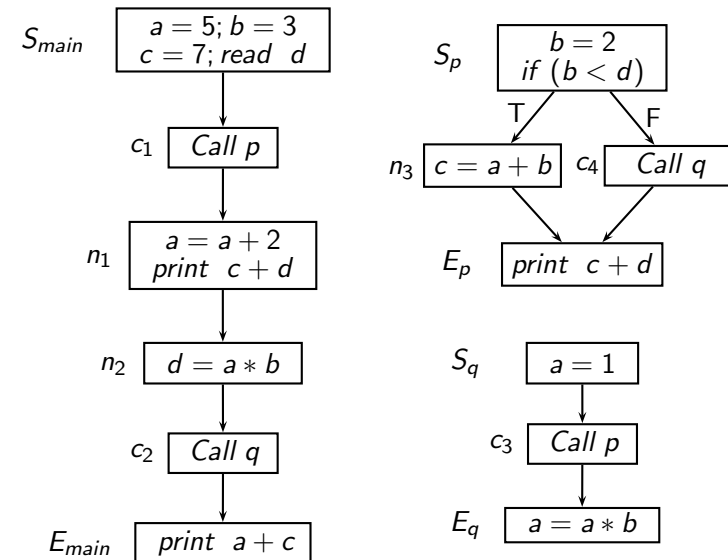 S_main
a = 5; b = 3
c = 7; read d
c_1
Call p
n_1
a = a + 2
print c + d
n_2
d = a ∗ b
c_2
Call q
E_main
print a + c
S_p
b = 2
if (b < d)
T
F
n_3
c = a + b
c_4
Call q
E_p
print c + d
S_q
a = 1
c_3
Call p
E_q
a = a ∗ b